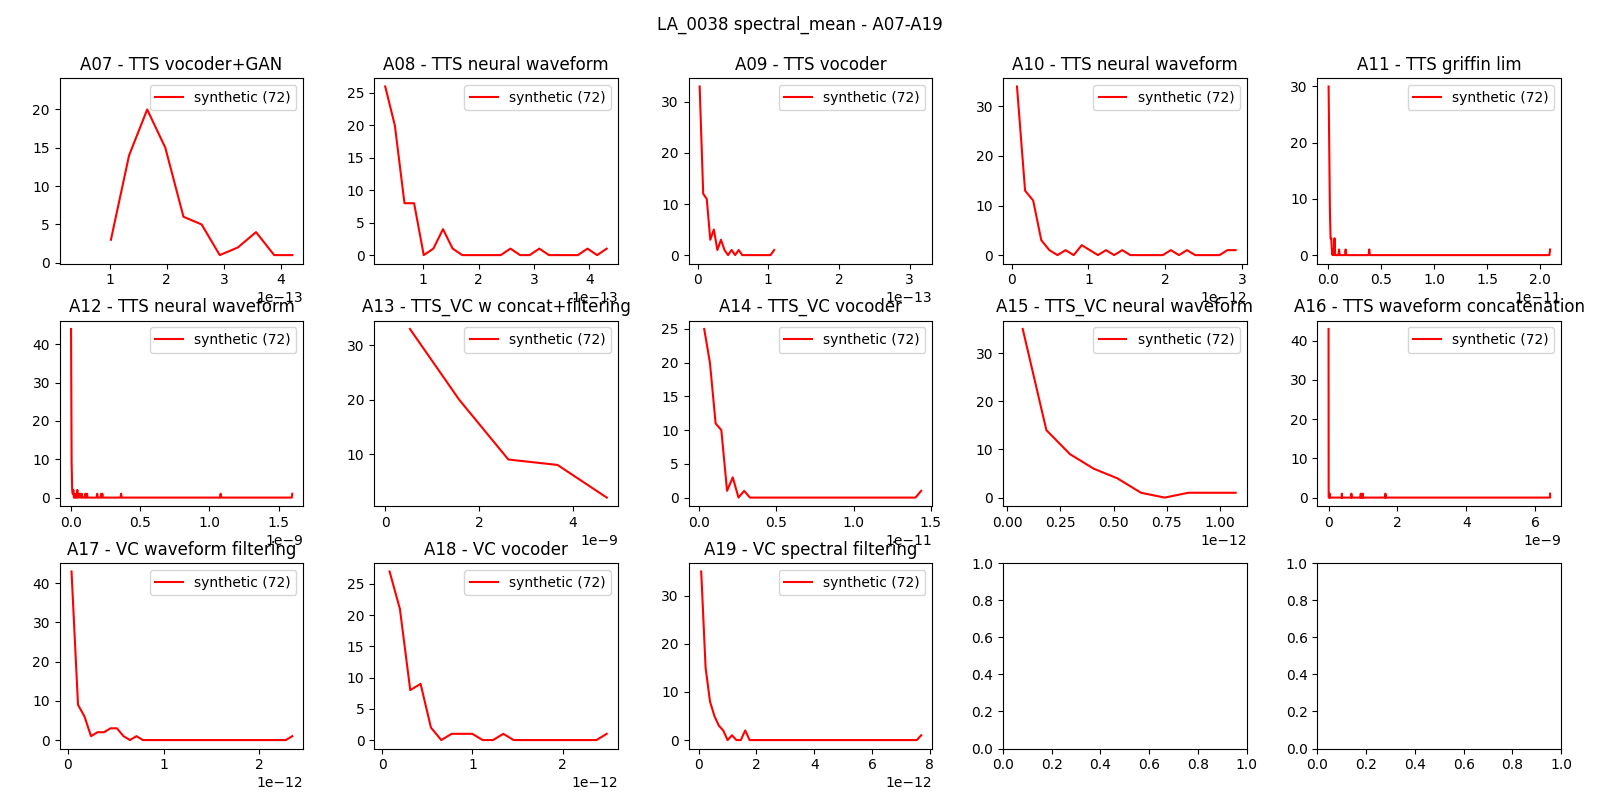 LA_0038 spectral_mean - A07-A19
A07 - TTS vocoder+GAN
synthetic (72)
20
15
10
5
0
1 2 3 4
1e−13
A08 - TTS neural waveform
synthetic (72)
25
20
15
10
5
0
1 2 3 4
1e−13
A09 - TTS vocoder
synthetic (72)
30
20
10
0
0 1 2 3
1e−13
A10 - TTS neural waveform
synthetic (72)
30
20
10
0
0 1 2 3
1e−12
A11 - TTS griffin lim
synthetic (72)
30
20
10
0
0.0 0.5 1.0 1.5 2.0
1e−11
A12 - TTS neural waveform
synthetic (72)
40
30
20
10
0
0.0 0.5 1.0 1.5
1e−9
A13 - TTS_VC w concat+filtering
synthetic (72)
30
20
10
0 2 4
1e−9
A14 - TTS_VC vocoder
synthetic (72)
25
20
15
10
5
0
0.0 0.5 1.0 1.5
1e−11
A15 - TTS_VC neural waveform
synthetic (72)
30
20
10
0
0.00 0.25 0.50 0.75 1.00
1e−12
A16 - TTS waveform concatenation
synthetic (72)
40
30
20
10
0
0 2 4 6
1e−9
A17 - VC waveform filtering
synthetic (72)
40
30
20
10
0
0 1 2
1e−12
A18 - VC vocoder
synthetic (72)
25
20
15
10
5
0
0 1 2
1e−12
A19 - VC spectral filtering
synthetic (72)
30
20
10
0
0 2 4 6 8
1e−12
1.0
0.8
0.6
0.4
0.2
0.0
0.0 0.2 0.4 0.6 0.8 1.0
1.0
0.8
0.6
0.4
0.2
0.0
0.0 0.2 0.4 0.6 0.8 1.0